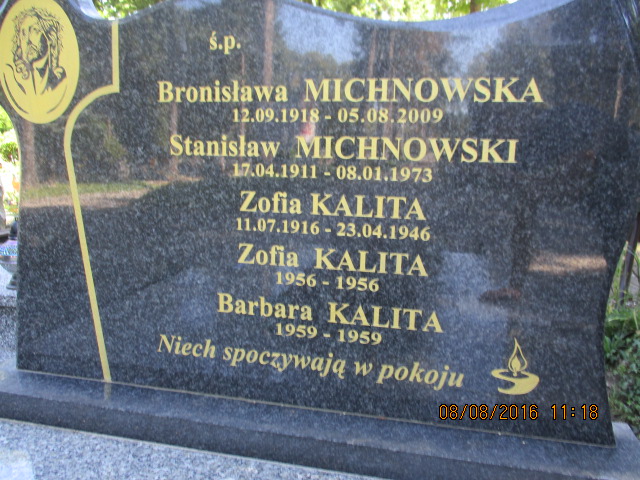 ś.p.
Bronisława MICHNOWSKA
12.09.1918 - 05.08.2009
Stanisław MICHNOWSKI
17.04.1911 - 08.01.1973
Zofia KALITA
11.07.1916 - 23.04.1946
Zofia KALITA
1956 - 1956
Barbara KALITA
1959 - 1959
Niech spoczywają w pokoju
08/08/2016 11:18